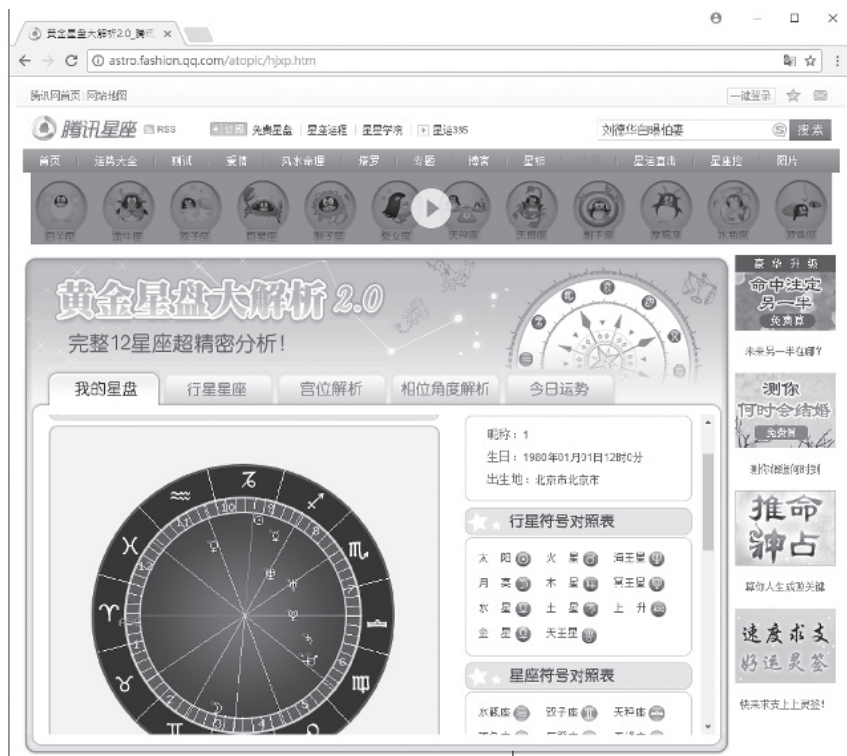 黄金星盘大解析2.0_腾讯
astro.fashion.qq.com/atopic/hjxp.htm
腾讯网首页|网站地图
一键登录
腾讯星座 RSS
+订阅 免费星盘 | 星座运程 | 星星学院 | 星运365
刘德华自曝怕妻
搜索
首页 运势大全 测试 爱情 风水命理 塔罗 专题 博客 星相 星运直击 星座控 图片
白羊座 金牛座 双子座 巨蟹座 狮子座 处女座 天秤座 天蝎座 射手座 摩羯座 水瓶座 双鱼座
黄金星盘大解析 2.0
完整12星座超精密分析!
我的星盘 行星星座 宫位解析 相位角度解析 今日运势
昵称:1
生日:1980年01月01日12时0分
出生地:北京市北京市
行星符号对照表
太 阳 火 星 海王星
月 亮 木 星 冥王星
水 星 土 星 上 升
金 星 天王星
星座符号对照表
水瓶座 双子座 天秤座
豪华升级
命中注定
另一半
免费算
未来另一半在哪?
测你
何时会结婚
免费测
推命
神占
算你人生成败关键
速度求支
好运灵签
快来求支上上灵签!